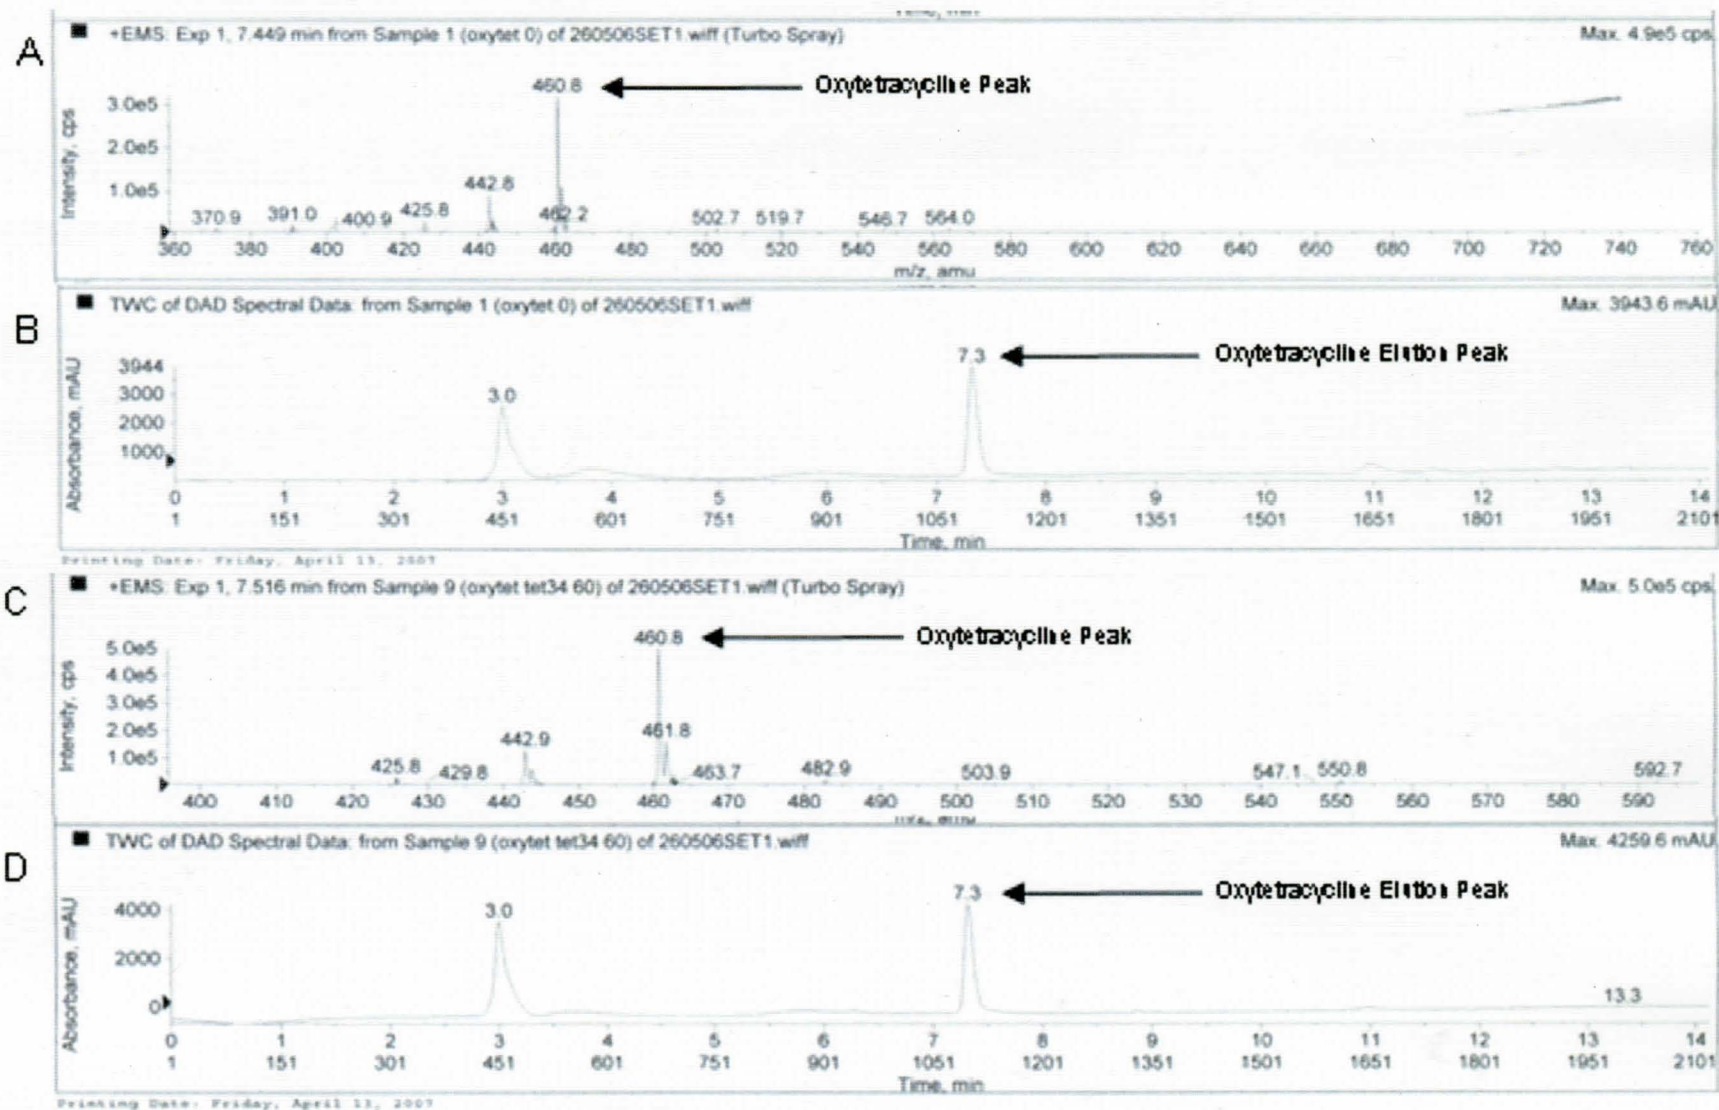 A
+EMS: Exp 1, 7.449 min from Sample 1 (oxytet 0) of 260506SET1.wiff (Turbo Spray)
Max. 4.9e5 cps.
Oxytetracycline Peak
460.8
3.0e5
2.0e5
1.0e5
Intensity, cps
442.8
370.9 391.0 400.9 425.8 462.2 502.7 519.7 546.7 564.0
360 380 400 420 440 460 480 500 520 540 560 580 600 620 640 660 680 700 720 740 760
m/z, amu
B
TWC of DAD Spectral Data: from Sample 1 (oxytet 0) of 260506SET1.wiff
Max. 3943.6 mAU
Oxytetracycline Elution Peak
7.3
3.0
3944
3000
2000
1000
Absorbance, mAU
0 1 2 3 4 5 6 7 8 9 10 11 12 13 14
1 151 301 451 601 751 901 1051 1201 1351 1501 1651 1801 1951 2101
Time, min
Printing Date: Friday, April 13, 2007
C
+EMS: Exp 1, 7.516 min from Sample 9 (oxytet tet34 60) of 260506SET1.wiff (Turbo Spray)
Max. 5.0e5 cps.
Oxytetracycline Peak
460.8
5.0e5
4.0e5
3.0e5
2.0e5
1.0e5
Intensity, cps
461.8
442.9
425.8 429.8 463.7 482.9 503.9 547.1 550.8 592.7
400 410 420 430 440 450 460 470 480 490 500 510 520 530 540 550 560 570 580 590
D
TWC of DAD Spectral Data: from Sample 9 (oxytet tet34 60) of 260506SET1.wiff
Max. 4259.6 mAU
Oxytetracycline Elution Peak
7.3
3.0
4000
2000
0
Absorbance, mAU
13.3
0 1 2 3 4 5 6 7 8 9 10 11 12 13 14
1 151 301 451 601 751 901 1051 1201 1351 1501 1651 1801 1951 2101
Time, min
Printing Date: Friday, April 13, 2007